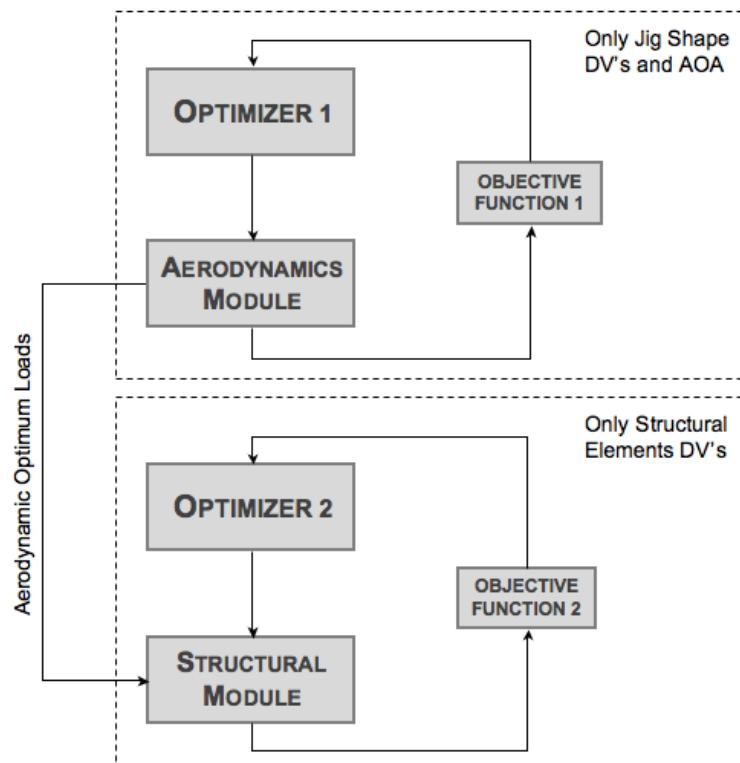 Only Jig Shape
DV's and AOA
OPTIMIZER 1
OBJECTIVE
FUNCTION 1
AERODYNAMICS
MODULE
Aerodynamic Optimum Loads
Only Structural
Elements DV's
OPTIMIZER 2
OBJECTIVE
FUNCTION 2
STRUCTURAL
MODULE